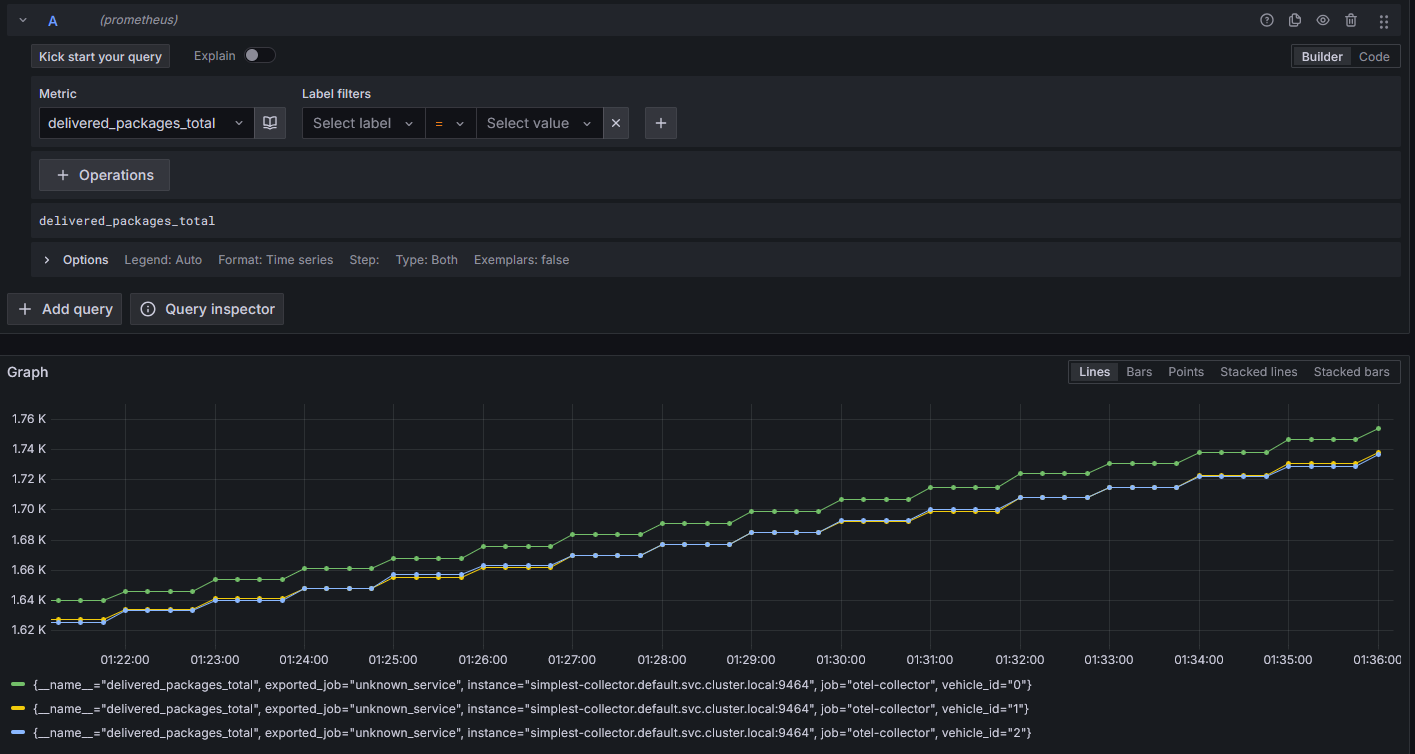 A (prometheus)
Kick start your query Explain Builder Code
Metric Label filters
delivered_packages_total Select label = Select value
+ Operations
delivered_packages_total
Options Legend: Auto Format: Time series Step: Type: Both Exemplars: false
+ Add query Query inspector
Graph Lines Bars Points Stacked lines Stacked bars
1.76 K
1.74 K
1.72 K
1.70 K
1.68 K
1.66 K
1.64 K
1.62 K
01:22:00 01:23:00 01:24:00 01:25:00 01:26:00 01:27:00 01:28:00 01:29:00 01:30:00 01:31:00 01:32:00 01:33:00 01:34:00 01:35:00 01:36:00
{__name__="delivered_packages_total", exported_job="unknown_service", instance="simplest-collector.default.svc.cluster.local:9464", job="otel-collector", vehicle_id="0"}
{__name__="delivered_packages_total", exported_job="unknown_service", instance="simplest-collector.default.svc.cluster.local:9464", job="otel-collector", vehicle_id="1"}
{__name__="delivered_packages_total", exported_job="unknown_service", instance="simplest-collector.default.svc.cluster.local:9464", job="otel-collector", vehicle_id="2"}